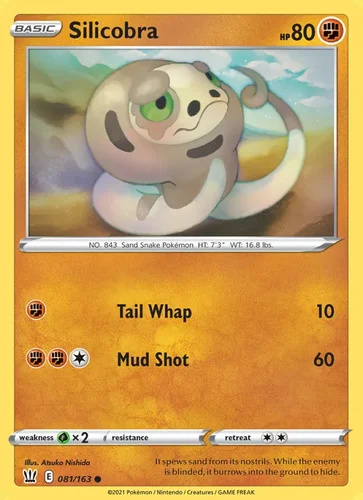 BASIC Silicobra HP 80
NO. 843 Sand Snake Pokémon HT: 7'3" WT: 16.8 lbs.
Tail Whap 10
Mud Shot 60
weakness ×2 resistance retreat
Illus. Atsuko Nishida
It spews sand from its nostrils. While the enemy
is blinded, it burrows into the ground to hide.
E 081/163
©2021 Pokémon / Nintendo / Creatures / GAME FREAK